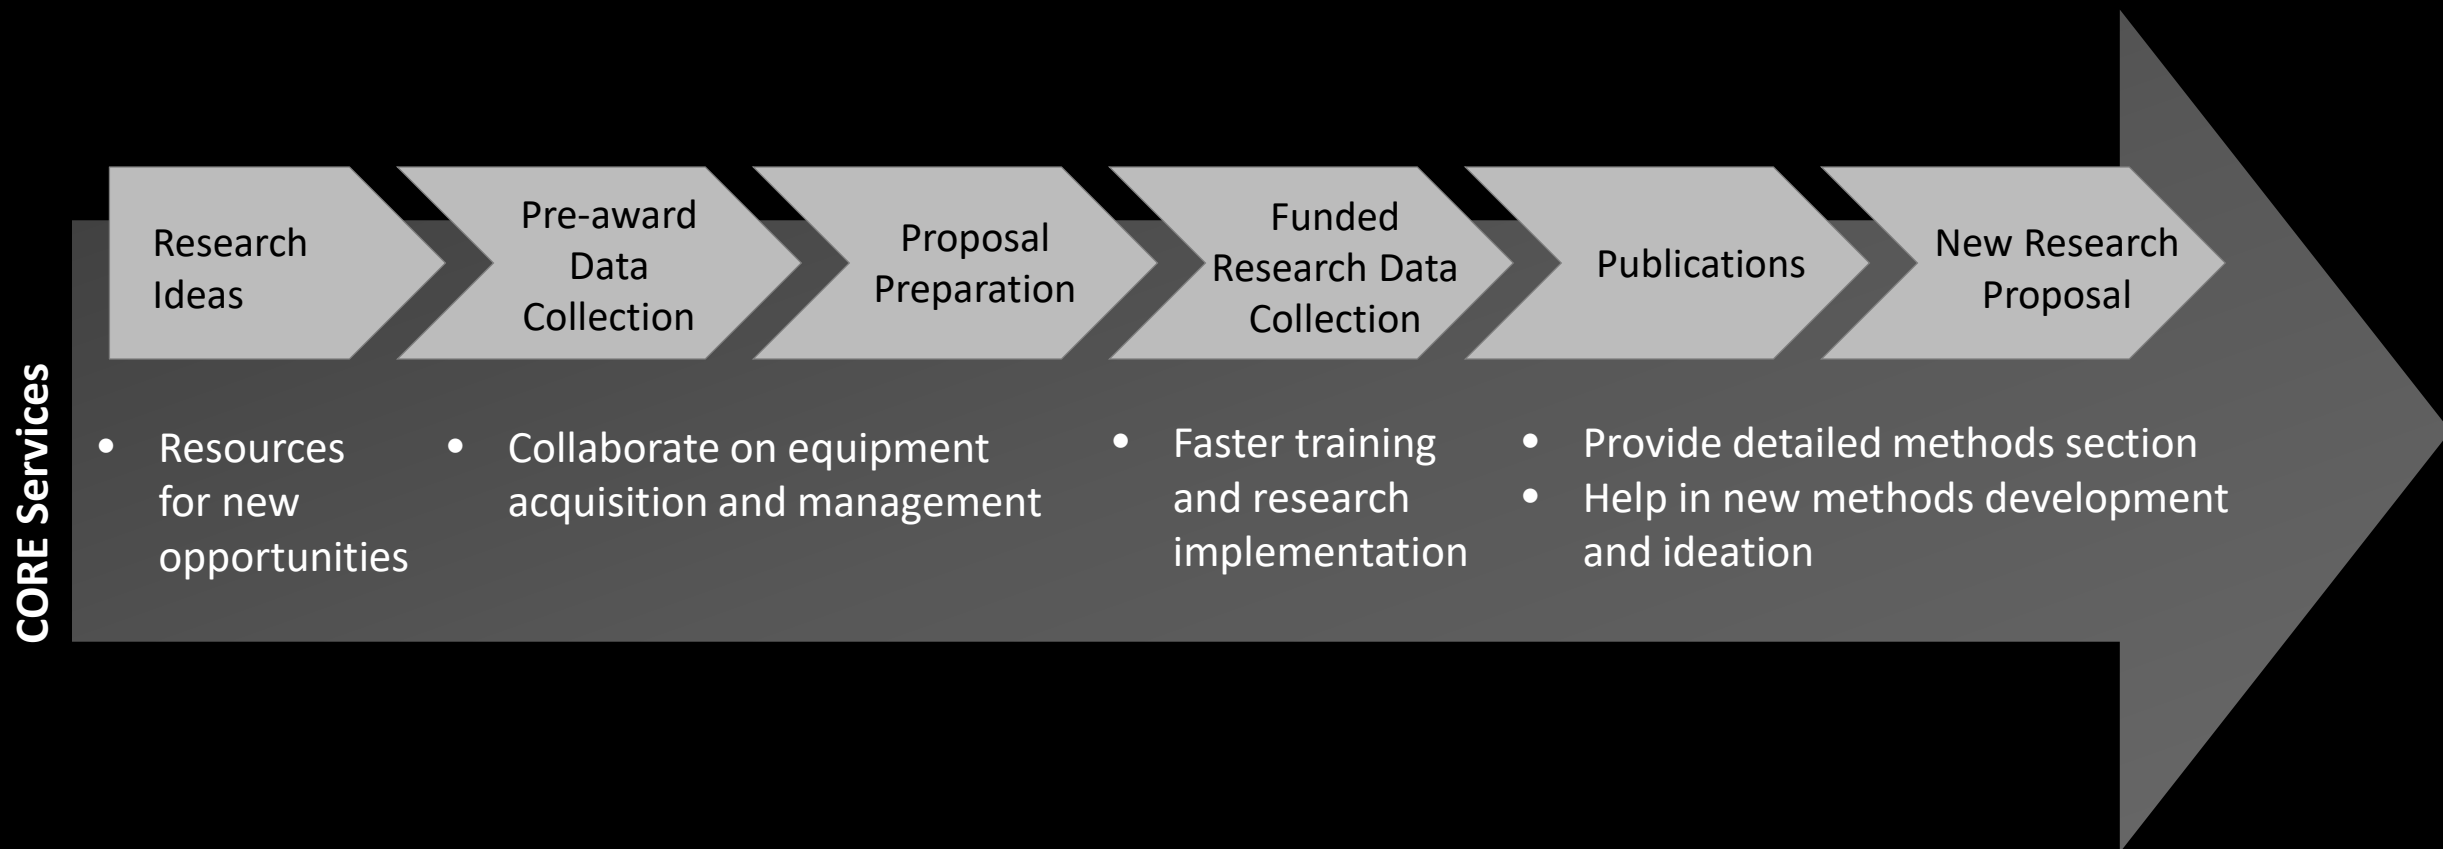 Research
Ideas
Pre-award
Data
Collection
Proposal
Preparation
Funded
Research Data
Collection
Publications
New Research
Proposal
CORE Services
• Resources
for new
opportunities
• Collaborate on equipment
acquisition and management
• Faster training
and research
implementation
• Provide detailed methods section
• Help in new methods development
and ideation